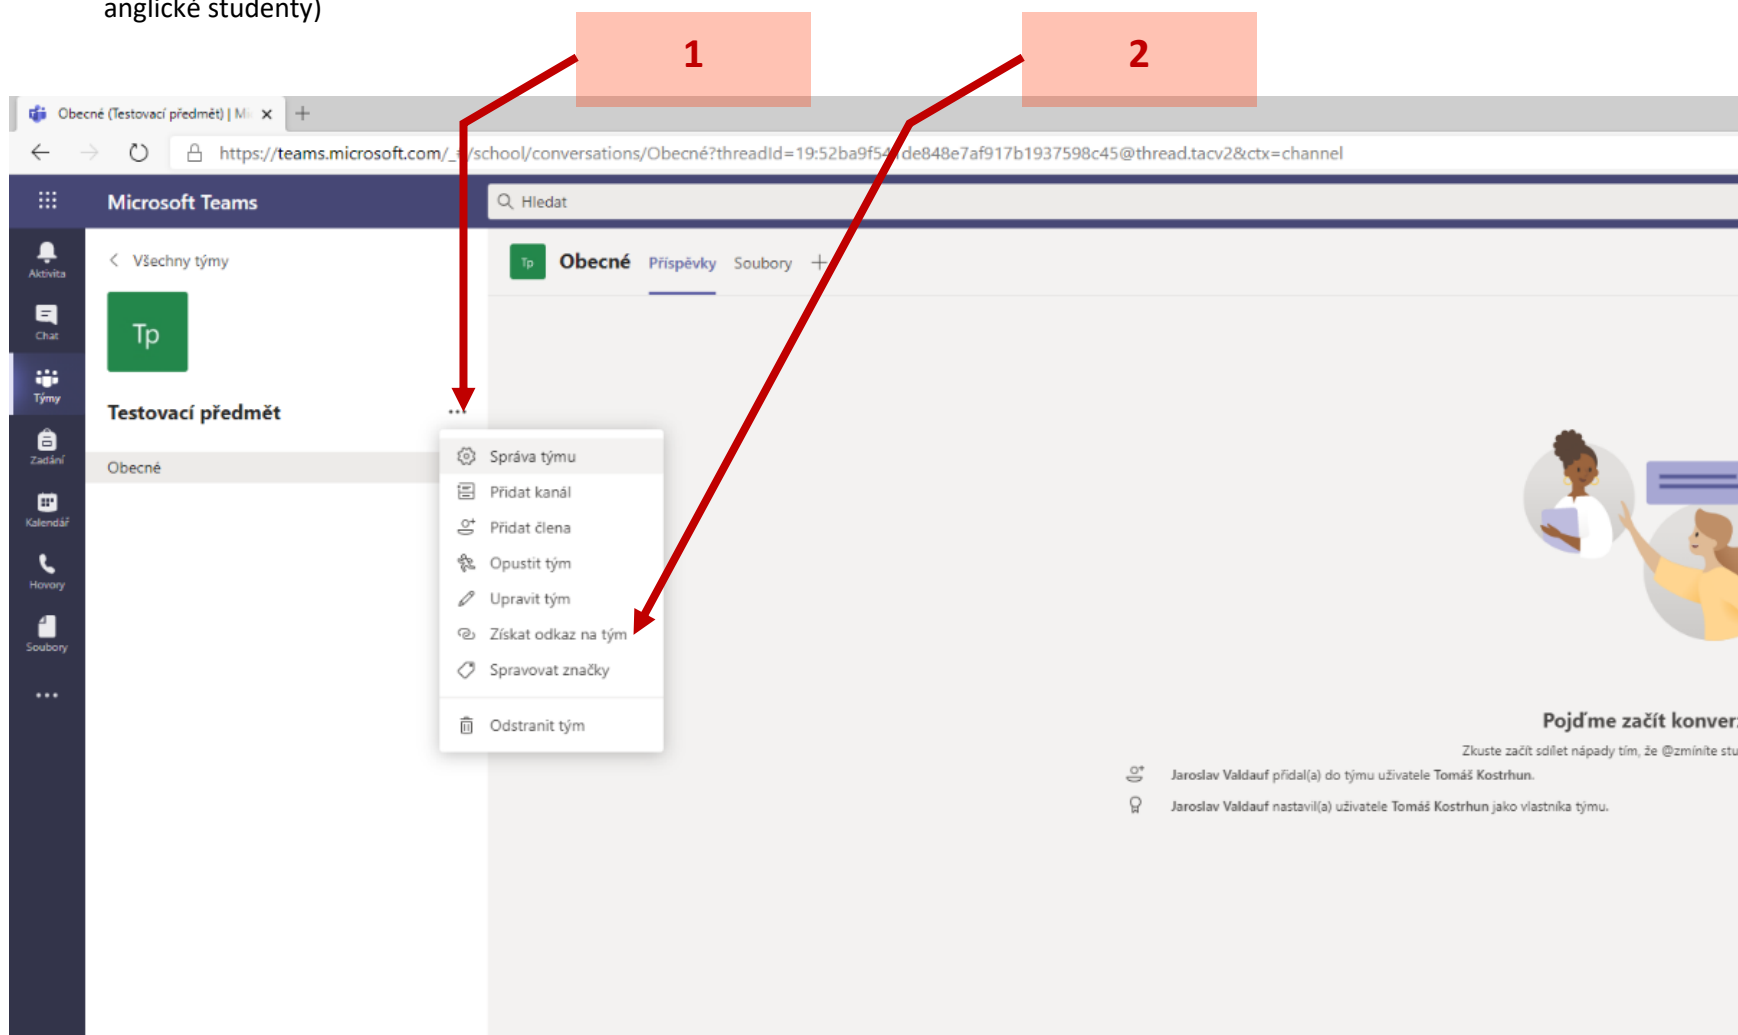 anglické studenty)
1
2
Obecné (Testovací předmět) | Mi
https://teams.microsoft.com/_#/school/conversations/Obecné?threadId=19:52ba9f541de848e7af917b1937598c45@thread.tacv2&ctx=channel
Microsoft Teams
Hledat
Aktivita
Chat
Týmy
Zadání
Kalendář
Hovory
Soubory
Všechny týmy
Tp
Testovací předmět
Obecné
Tp
Obecné Příspěvky Soubory
Správa týmu
Přidat kanál
Přidat člena
Opustit tým
Upravit tým
Získat odkaz na tým
Spravovat značky
Odstranit tým
Pojďme začít konver
Zkuste začít sdílet nápady tím, že @zmíníte stu
Jaroslav Valdauf přidal(a) do týmu uživatele Tomáš Kostrhun.
Jaroslav Valdauf nastavil(a) uživatele Tomáš Kostrhun jako vlastníka týmu.